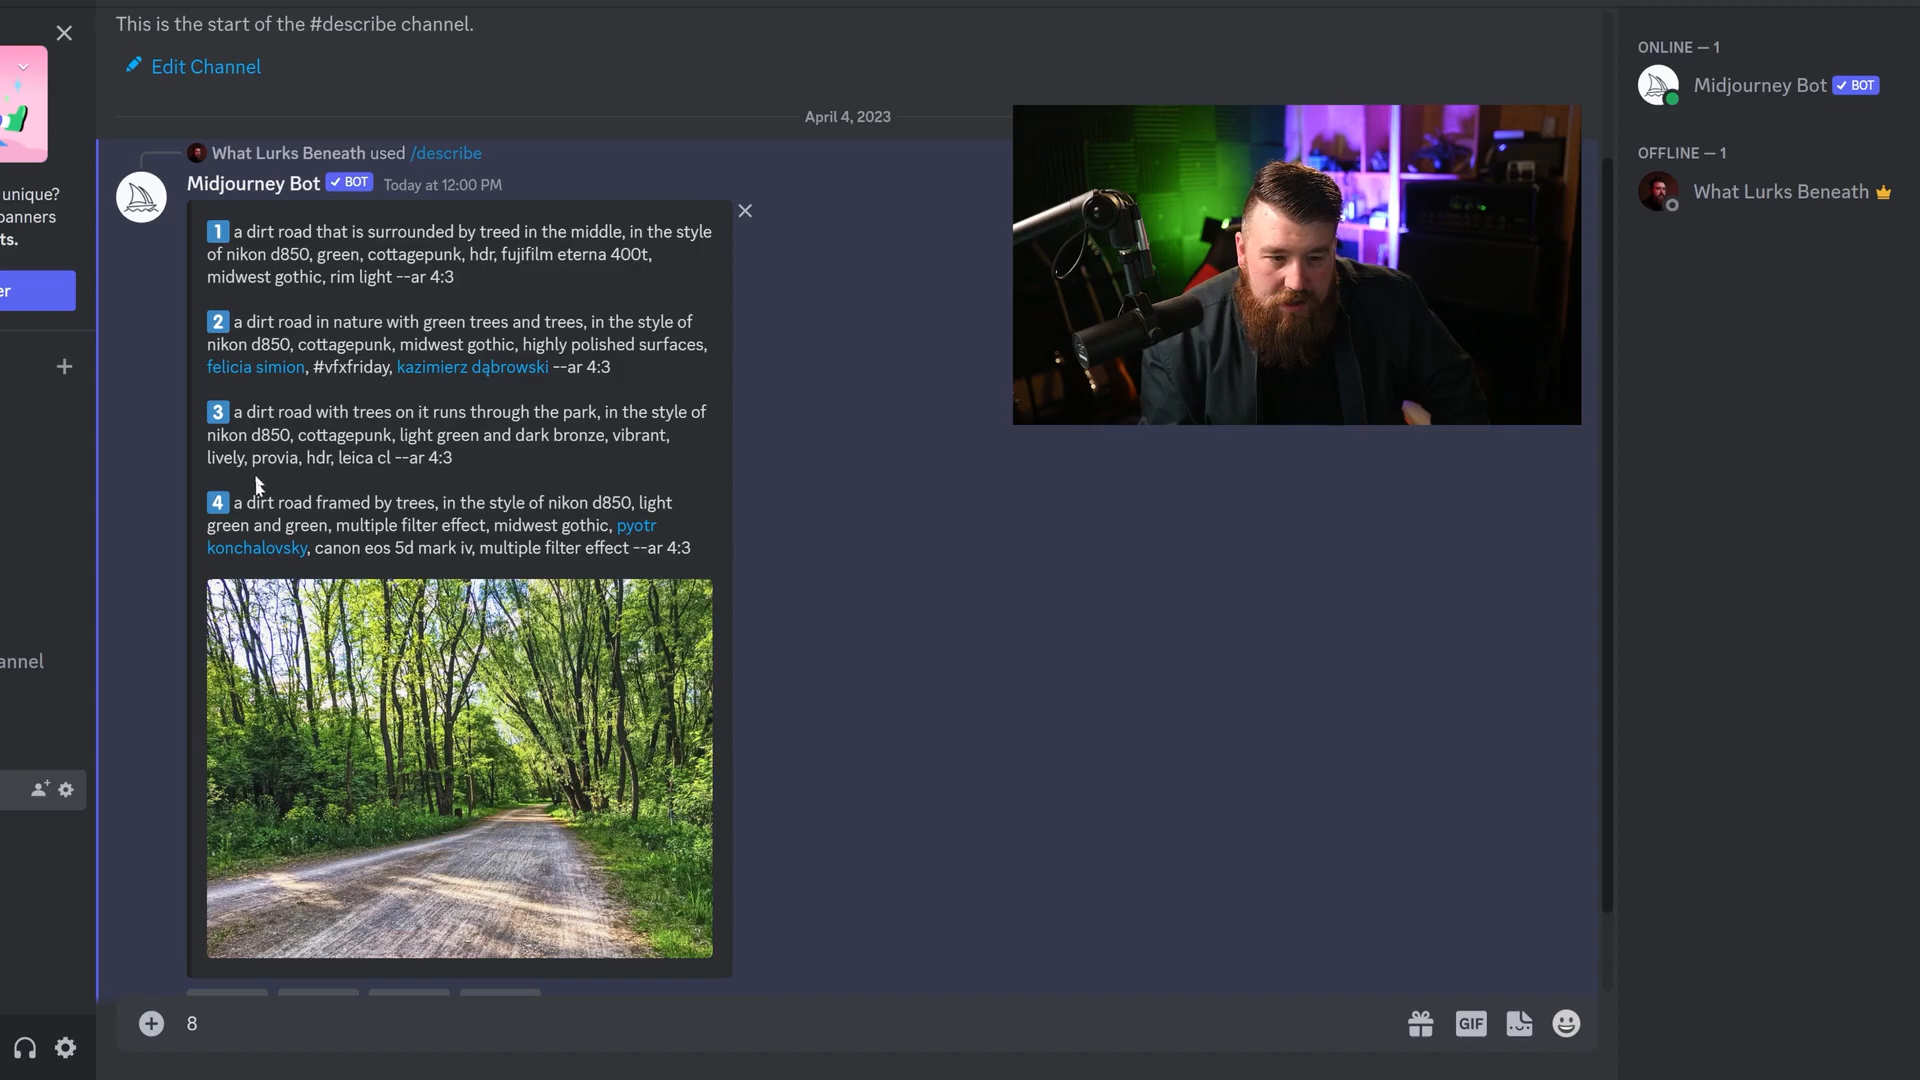 This is the start of the #describe channel.
Edit Channel
April 4, 2023
What Lurks Beneath used /describe
Midjourney Bot ✓ BOT Today at 12:00 PM
1 a dirt road that is surrounded by treed in the middle, in the style
of nikon d850, green, cottagepunk, hdr, fujifilm eterna 400t,
midwest gothic, rim light --ar 4:3
2 a dirt road in nature with green trees and trees, in the style of
nikon d850, cottagepunk, midwest gothic, highly polished surfaces,
felicia simion, #vfxfriday, kazimierz dąbrowski --ar 4:3
3 a dirt road with trees on it runs through the park, in the style of
nikon d850, cottagepunk, light green and dark bronze, vibrant,
lively, provia, hdr, leica cl --ar 4:3
4 a dirt road framed by trees, in the style of nikon d850, light
green and green, multiple filter effect, midwest gothic, pyotr
konchalovsky, canon eos 5d mark iv, multiple filter effect --ar 4:3
8
GIF
unique?
panners
ts.
er
annel
ONLINE — 1
Midjourney Bot ✓ BOT
OFFLINE — 1
What Lurks Beneath